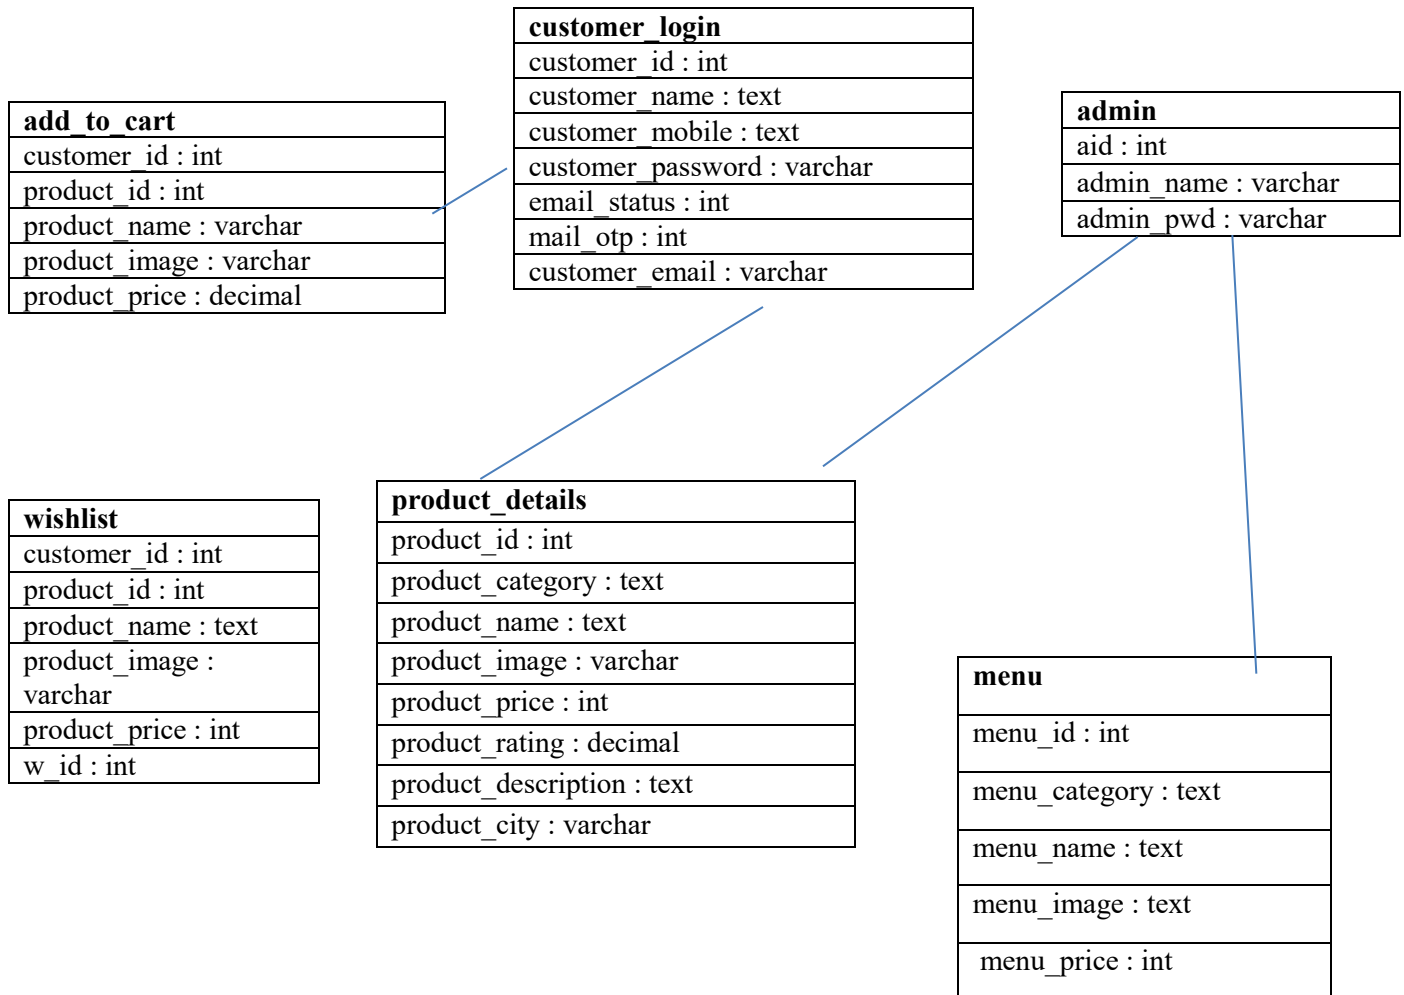 customer_login
customer_id : int
customer_name : text
customer_mobile : text
customer_password : varchar
email_status : int
mail_otp : int
customer_email : varchar
add_to_cart
customer_id : int
product_id : int
product_name : varchar
product_image : varchar
product_price : decimal
admin
aid : int
admin_name : varchar
admin_pwd : varchar
wishlist
customer_id : int
product_id : int
product_name : text
product_image :
varchar
product_price : int
w_id : int
product_details
product_id : int
product_category : text
product_name : text
product_image : varchar
product_price : int
product_rating : decimal
product_description : text
product_city : varchar
menu
menu_id : int
menu_category : text
menu_name : text
menu_image : text
menu_price : int